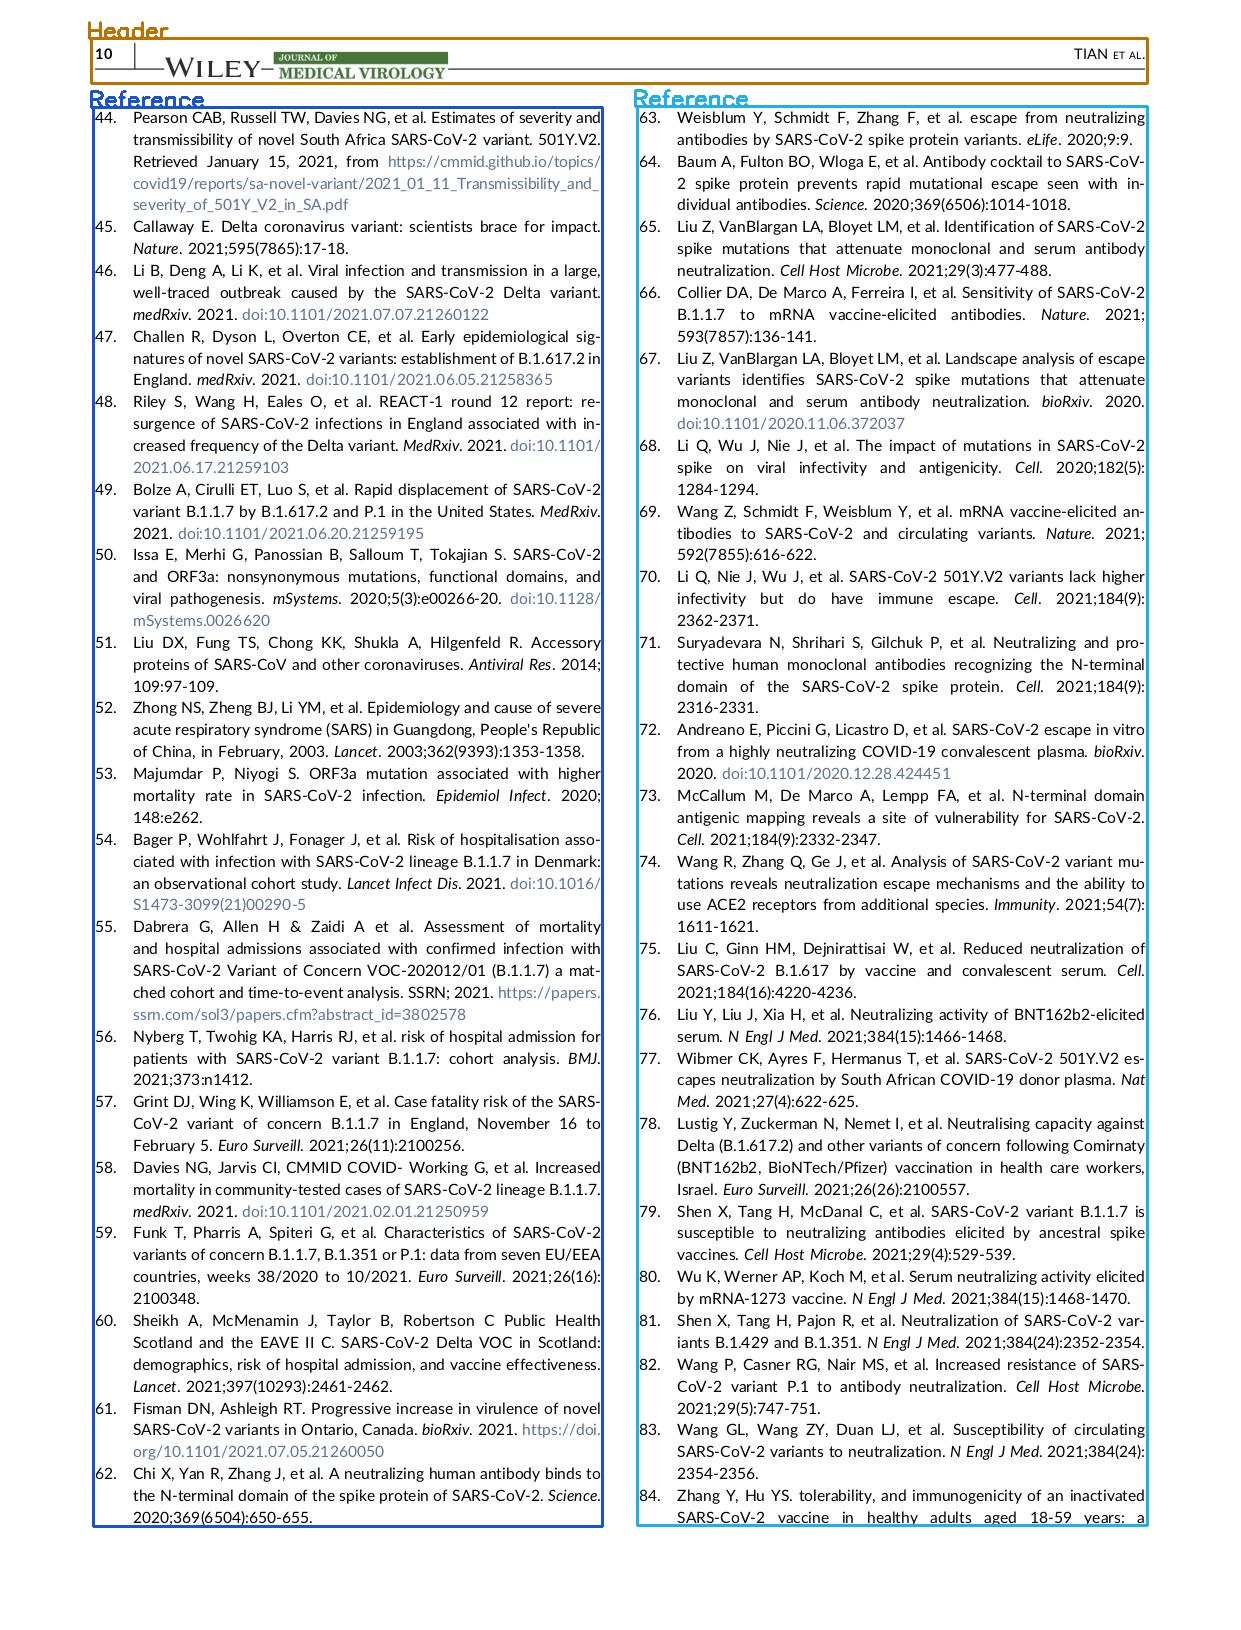 Header
10
WILEY
JOURNAL OF
MEDICAL VIROLOGY
TIAN ET AL.
Reference
44. Pearson CAB, Russell TW, Davies NG, et al. Estimates of severity and
transmissibility of novel South Africa SARS-CoV-2 variant. 501Y.V2.
Retrieved January 15, 2021, from https://cmmid.github.io/topics/
covid19/reports/sa-novel-variant/2021_01_11_Transmissibility_and_
severity_of_501Y_V2_in_SA.pdf
45. Callaway E. Delta coronavirus variant: scientists brace for impact.
Nature. 2021;595(7865):17-18.
46. Li B, Deng A, Li K, et al. Viral infection and transmission in a large,
well-traced outbreak caused by the SARS-CoV-2 Delta variant.
medRxiv. 2021. doi:10.1101/2021.07.07.21260122
47. Challen R, Dyson L, Overton CE, et al. Early epidemiological sig-
natures of novel SARS-CoV-2 variants: establishment of B.1.617.2 in
England. medRxiv. 2021. doi:10.1101/2021.06.05.21258365
48. Riley S, Wang H, Eales O, et al. REACT-1 round 12 report: re-
surgence of SARS-CoV-2 infections in England associated with in-
creased frequency of the Delta variant. MedRxiv. 2021. doi:10.1101/
2021.06.17.21259103
49. Bolze A, Cirulli ET, Luo S, et al. Rapid displacement of SARS-CoV-2
variant B.1.1.7 by B.1.617.2 and P.1 in the United States. MedRxiv.
2021. doi:10.1101/2021.06.20.21259195
50. Issa E, Merhi G, Panossian B, Salloum T, Tokajian S. SARS-CoV-2
and ORF3a: nonsynonymous mutations, functional domains, and
viral pathogenesis. mSystems. 2020;5(3):e00266-20. doi:10.1128/
mSystems.0026620
51. Liu DX, Fung TS, Chong KK, Shukla A, Hilgenfeld R. Accessory
proteins of SARS-CoV and other coronaviruses. Antiviral Res. 2014;
109:97-109.
52. Zhong NS, Zheng BJ, Li YM, et al. Epidemiology and cause of severe
acute respiratory syndrome (SARS) in Guangdong, People's Republic
of China, in February, 2003. Lancet. 2003;362(9393):1353-1358.
53. Majumdar P, Niyogi S. ORF3a mutation associated with higher
mortality rate in SARS-CoV-2 infection. Epidemiol Infect. 2020;
148:e262.
54. Bager P, Wohlfahrt J, Fonager J, et al. Risk of hospitalisation asso-
ciated with infection with SARS-CoV-2 lineage B.1.1.7 in Denmark:
an observational cohort study. Lancet Infect Dis. 2021. doi:10.1016/
S1473-3099(21)00290-5
55. Dabrera G, Allen H & Zaidi A et al. Assessment of mortality
and hospital admissions associated with confirmed infection with
SARS-CoV-2 Variant of Concern VOC-202012/01 (B.1.1.7) a mat-
ched cohort and time-to-event analysis. SSRN; 2021. https://papers.
ssrn.com/sol3/papers.cfm?abstract_id=3802578
56. Nyberg T, Twohig KA, Harris RJ, et al. risk of hospital admission for
patients with SARS-CoV-2 variant B.1.1.7: cohort analysis. BMJ.
2021;373:n1412.
57. Grint DJ, Wing K, Williamson E, et al. Case fatality risk of the SARS-
CoV-2 variant of concern B.1.1.7 in England, November 16 to
February 5. Euro Surveill. 2021;26(11):2100256.
58. Davies NG, Jarvis CI, CMMID COVID- Working G, et al. Increased
mortality in community-tested cases of SARS-CoV-2 lineage B.1.1.7.
medRxiv. 2021. doi:10.1101/2021.02.01.21250959
59. Funk T, Pharris A, Spiteri G, et al. Characteristics of SARS-CoV-2
variants of concern B.1.1.7, B.1.351 or P.1: data from seven EU/EEA
countries, weeks 38/2020 to 10/2021. Euro Surveill. 2021;26(16):
2100348.
60. Sheikh A, McMenamin J, Taylor B, Robertson C Public Health
Scotland and the EAVE II C. SARS-CoV-2 Delta VOC in Scotland:
demographics, risk of hospital admission, and vaccine effectiveness.
Lancet. 2021;397(10293):2461-2462.
61. Fisman DN, Ashleigh RT. Progressive increase in virulence of novel
SARS-CoV-2 variants in Ontario, Canada. bioRxiv. 2021. https://doi.
org/10.1101/2021.07.05.21260050
62. Chi X, Yan R, Zhang J, et al. A neutralizing human antibody binds to
the N-terminal domain of the spike protein of SARS-CoV-2. Science.
2020;369(6504):650-655.
Reference
63. Weisblum Y, Schmidt F, Zhang F, et al. escape from neutralizing
antibodies by SARS-CoV-2 spike protein variants. eLife. 2020;9:9.
64. Baum A, Fulton BO, Wloga E, et al. Antibody cocktail to SARS-CoV-
2 spike protein prevents rapid mutational escape seen with in-
dividual antibodies. Science. 2020;369(6506):1014-1018.
65. Liu Z, VanBlargan LA, Bloyet LM, et al. Identification of SARS-CoV-2
spike mutations that attenuate monoclonal and serum antibody
neutralization. Cell Host Microbe. 2021;29(3):477-488.
66. Collier DA, De Marco A, Ferreira I, et al. Sensitivity of SARS-CoV-2
B.1.1.7 to mRNA vaccine-elicited antibodies. Nature. 2021;
593(7857):136-141.
67. Liu Z, VanBlargan LA, Bloyet LM, et al. Landscape analysis of escape
variants identifies SARS-CoV-2 spike mutations that attenuate
monoclonal and serum antibody neutralization. bioRxiv. 2020.
doi:10.1101/2020.11.06.372037
68. Li Q, Wu J, Nie J, et al. The impact of mutations in SARS-CoV-2
spike on viral infectivity and antigenicity. Cell. 2020;182(5):
1284-1294.
69. Wang Z, Schmidt F, Weisblum Y, et al. mRNA vaccine-elicited an-
tibodies to SARS-CoV-2 and circulating variants. Nature. 2021;
592(7855):616-622.
70. Li Q, Nie J, Wu J, et al. SARS-CoV-2 501Y.V2 variants lack higher
infectivity but do have immune escape. Cell. 2021;184(9):
2362-2371.
71. Suryadevara N, Shrihari S, Gilchuk P, et al. Neutralizing and pro-
tective human monoclonal antibodies recognizing the N-terminal
domain of the SARS-CoV-2 spike protein. Cell. 2021;184(9):
2316-2331.
72. Andreano E, Piccini G, Licastro D, et al. SARS-CoV-2 escape in vitro
from a highly neutralizing COVID-19 convalescent plasma. bioRxiv.
2020. doi:10.1101/2020.12.28.424451
73. McCallum M, De Marco A, Lempp FA, et al. N-terminal domain
antigenic mapping reveals a site of vulnerability for SARS-CoV-2.
Cell. 2021;184(9):2332-2347.
74. Wang R, Zhang Q, Ge J, et al. Analysis of SARS-CoV-2 variant mu-
tations reveals neutralization escape mechanisms and the ability to
use ACE2 receptors from additional species. Immunity. 2021;54(7):
1611-1621.
75. Liu C, Ginn HM, Dejnirattisai W, et al. Reduced neutralization of
SARS-CoV-2 B.1.617 by vaccine and convalescent serum. Cell.
2021;184(16):4220-4236.
76. Liu Y, Liu J, Xia H, et al. Neutralizing activity of BNT162b2-elicited
serum. N Engl J Med. 2021;384(15):1466-1468.
77. Wibmer CK, Ayres F, Hermanus T, et al. SARS-CoV-2 501Y.V2 es-
capes neutralization by South African COVID-19 donor plasma. Nat
Med. 2021;27(4):622-625.
78. Lustig Y, Zuckerman N, Nemet I, et al. Neutralising capacity against
Delta (B.1.617.2) and other variants of concern following Comirnaty
(BNT162b2, BioNTech/Pfizer) vaccination in health care workers,
Israel. Euro Surveill. 2021;26(26):2100557.
79. Shen X, Tang H, McDanal C, et al. SARS-CoV-2 variant B.1.1.7 is
susceptible to neutralizing antibodies elicited by ancestral spike
vaccines. Cell Host Microbe. 2021;29(4):529-539.
80. Wu K, Werner AP, Koch M, et al. Serum neutralizing activity elicited
by mRNA-1273 vaccine. N Engl J Med. 2021;384(15):1468-1470.
81. Shen X, Tang H, Pajon R, et al. Neutralization of SARS-CoV-2 var-
iants B.1.429 and B.1.351. N Engl J Med. 2021;384(24):2352-2354.
82. Wang P, Casner RG, Nair MS, et al. Increased resistance of SARS-
CoV-2 variant P.1 to antibody neutralization. Cell Host Microbe.
2021;29(5):747-751.
83. Wang GL, Wang ZY, Duan LJ, et al. Susceptibility of circulating
SARS-CoV-2 variants to neutralization. N Engl J Med. 2021;384(24):
2354-2356.
84. Zhang Y, Hu YS. tolerability, and immunogenicity of an inactivated
SARS-CoV-2 vaccine in healthy adults aged 18-59 years: a